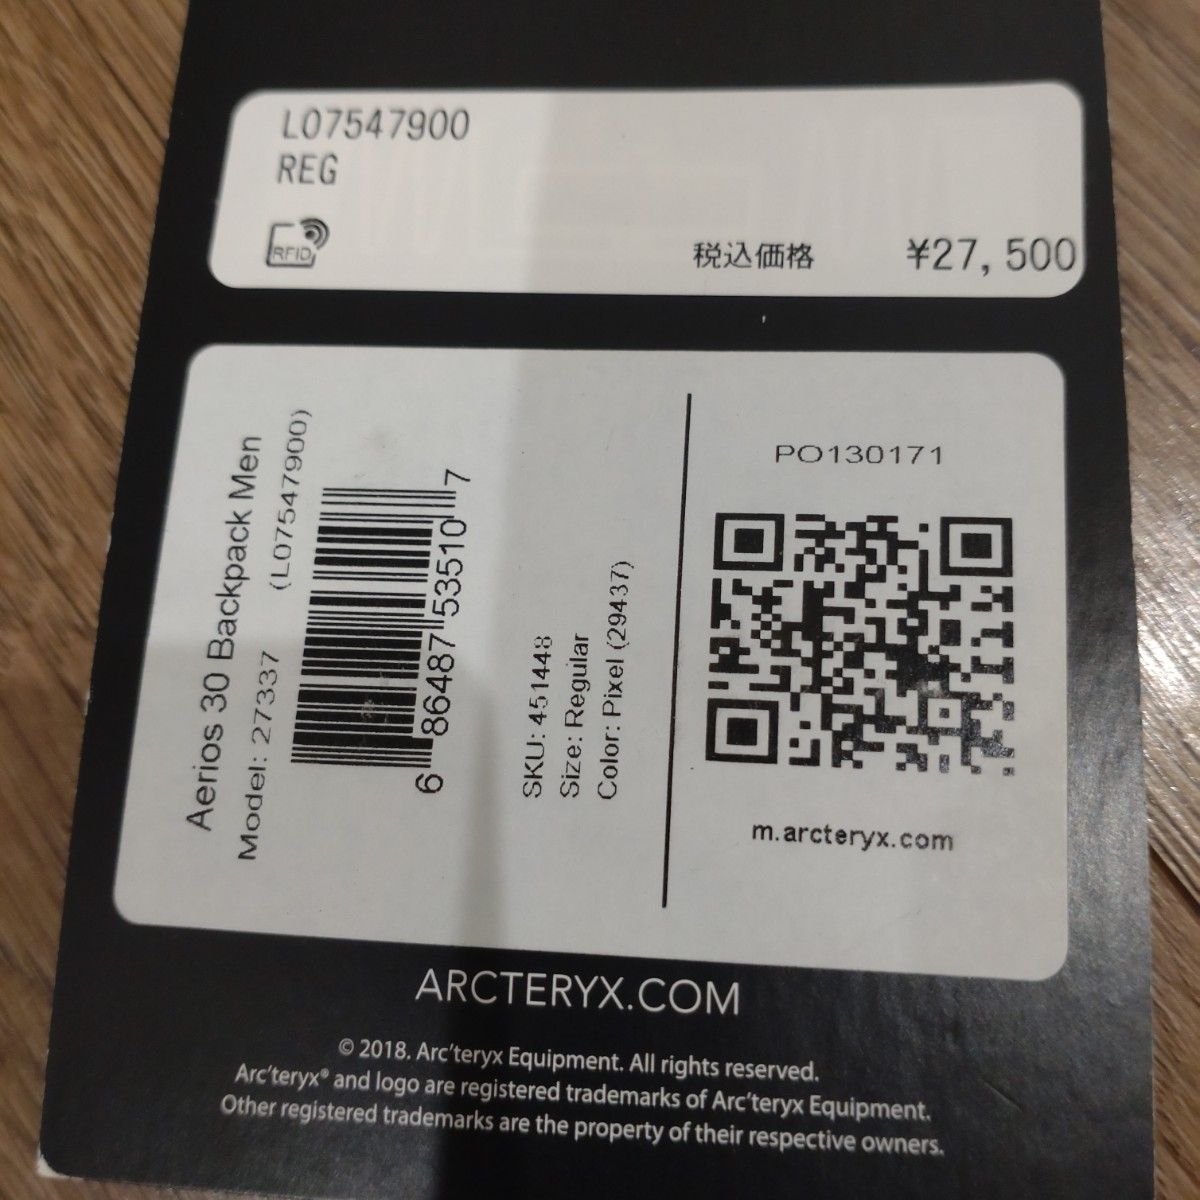 L07547900
REG
RFID
税込価格 ¥27,500
Aerios 30 Backpack Men
Model: 27337 (L07547900)
6 86487 53510 7
SKU: 451448
Size: Regular
Color: Pixel (29437)
PO130171
m.arcteryx.com
ARCTERYX.COM
© 2018. Arc'teryx Equipment. All rights reserved.
Arc'teryx® and logo are registered trademarks of Arc'teryx Equipment.
Other registered trademarks are the property of their respective owners.